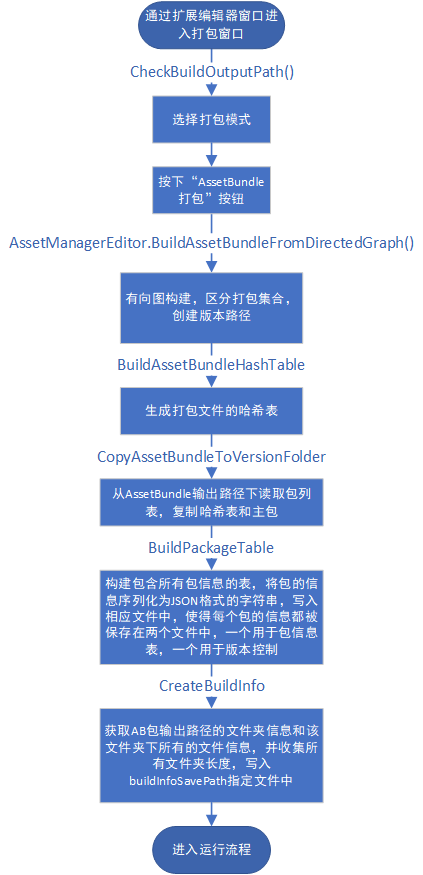 通过扩展编辑器窗口进
入打包窗口
CheckBuildOutputPath()
选择打包模式
按下“AssetBundle
打包”按钮
AssetManagerEditor.BuildAssetBundleFromDirectedGraph()
有向图构建，区分打包集合，
创建版本路径
BuildAssetBundleHashTable
生成打包文件的哈希表
CopyAssetBundleToVersionFolder
从AssetBundle输出路径下读取包列
表，复制哈希表和主包
BuildPackageTable
构建包含所有包信息的表，将包的信
息序列化为JSON格式的字符串，写入
相应文件中，使得每个包的信息都被
保存在两个文件中，一个用于包信息
表，一个用于版本控制
CreateBuildInfo
获取AB包输出路径的文件夹信息和该
文件夹下所有的文件信息，并收集所
有文件夹长度，写入
buildInfoSavePath指定文件中
进入运行流程